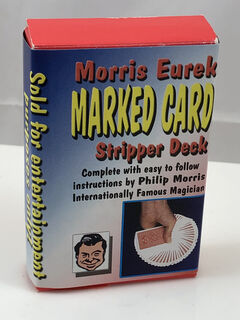 Morris Eurek
MARKED CARD
Stripper Deck
Complete with easy to follow
instructions by Philip Morris
Internationally Famous Magician
Sold for entertainment